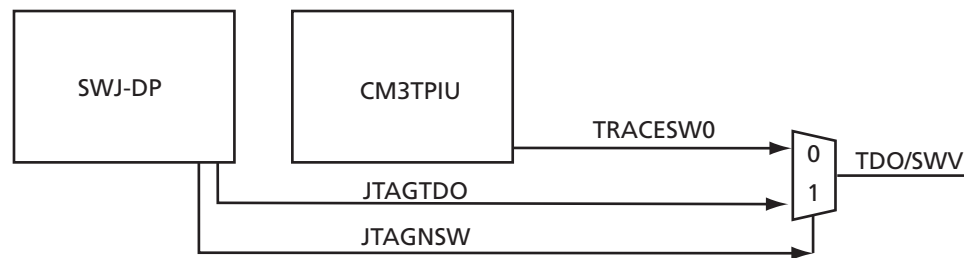 SWJ-DP
CM3TPIU
TRACESW0
0
TDO/SWV
1
JTAGTDO
JTAGNSW